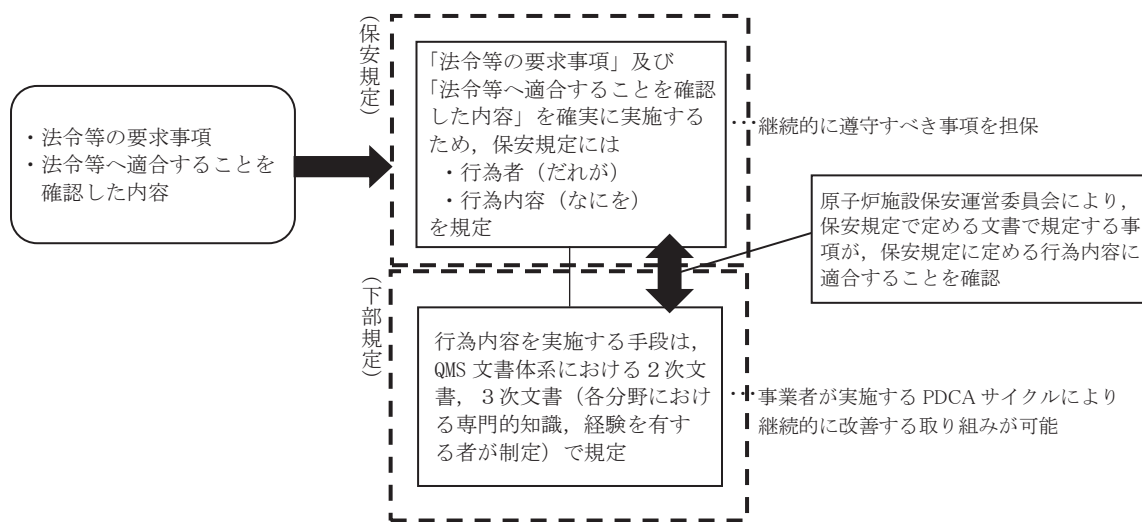 ・法令等の要求事項
・法令等へ適合することを
確認した内容
(保安規定)
「法令等の要求事項」及び
「法令等へ適合することを確認
した内容」を確実に実施する
ため，保安規定には
・行為者（だれが）
・行為内容（なにを）
を規定
…継続的に遵守すべき事項を担保
原子炉施設保安運営委員会により，
保安規定で定める文書で規定する事
項が，保安規定に定める行為内容に
適合することを確認
(下部規定)
行為内容を実施する手段は，
QMS 文書体系における２次文
書，３次文書（各分野におけ
る専門的知識，経験を有す
る者が制定）で規定
…事業者が実施する PDCA サイクルにより
継続的に改善する取り組みが可能